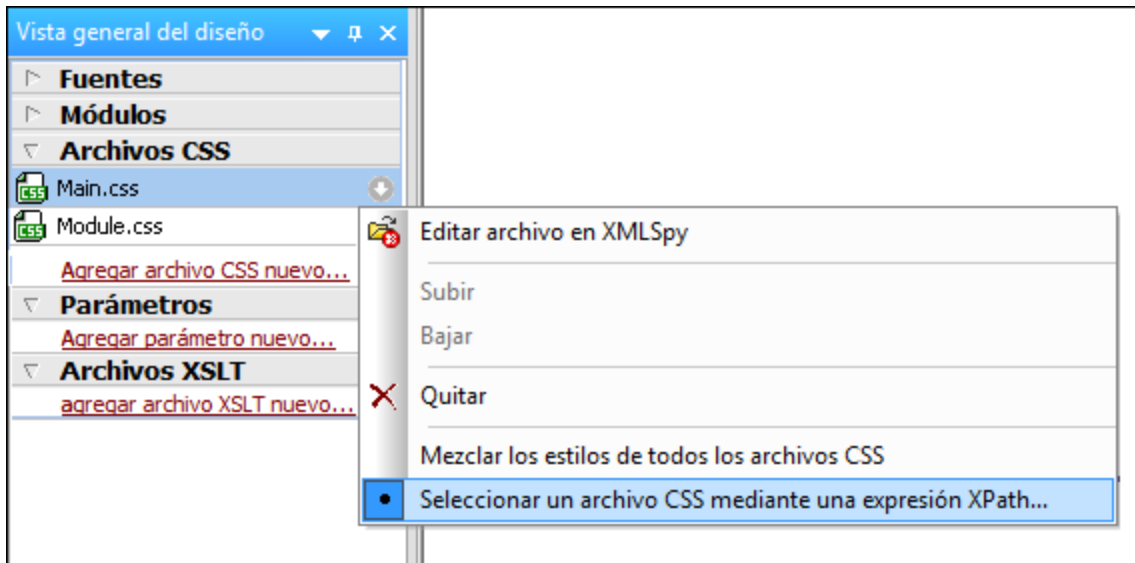 Vista general del diseño
Fuentes
Módulos
Archivos CSS
Main.css
Module.css
Agregar archivo CSS nuevo...
Parámetros
Agregar parámetro nuevo...
Archivos XSLT
agregar archivo XSLT nuevo...
Editar archivo en XMLSpy
Subir
Bajar
Quitar
Mezclar los estilos de todos los archivos CSS
Seleccionar un archivo CSS mediante una expresión XPath...